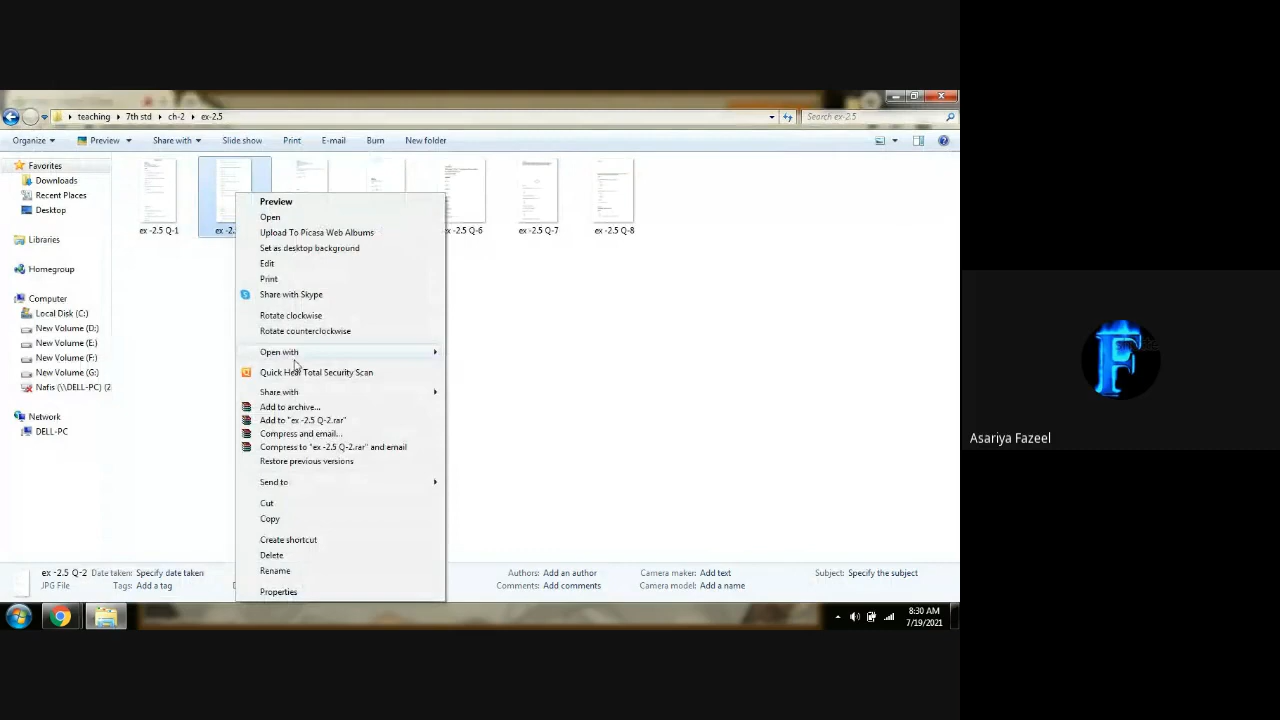 teaching
7th std
ch-2
ex-2.5
Search ex-2.5
Organize
Preview
Share with
Slide show
Print
E-mail
Burn
New folder
Favorites
Downloads
Recent Places
Desktop
Libraries
Homegroup
Computer
Local Disk (C:)
New Volume (D:)
New Volume (E:)
New Volume (F:)
New Volume (G:)
Nafis (\\DELL-PC) (2
Network
DELL-PC
ex -2.5 Q-1
ex -2.
-2.5 Q-6
ex -2.5 Q-7
ex -2.5 Q-8
Preview
Open
Upload To Picasa Web Albums
Set as desktop background
Edit
Print
Share with Skype
Rotate clockwise
Rotate counterclockwise
Open with
Quick Heal Total Security Scan
Share with
Add to archive...
Add to "ex -2.5 Q-2.rar"
Compress and email...
Compress to "ex -2.5 Q-2.rar" and email
Restore previous versions
Send to
Cut
Copy
Create shortcut
Delete
Rename
Properties
ex -2.5 Q-2 Date taken: Specify date taken
JPG File Tags: Add a tag
Authors: Add an author
Comments: Add comments
Camera maker: Add text
Camera model: Add a name
Subject: Specify the subject
8:30 AM
7/19/2021
F
Asariya Fazeel